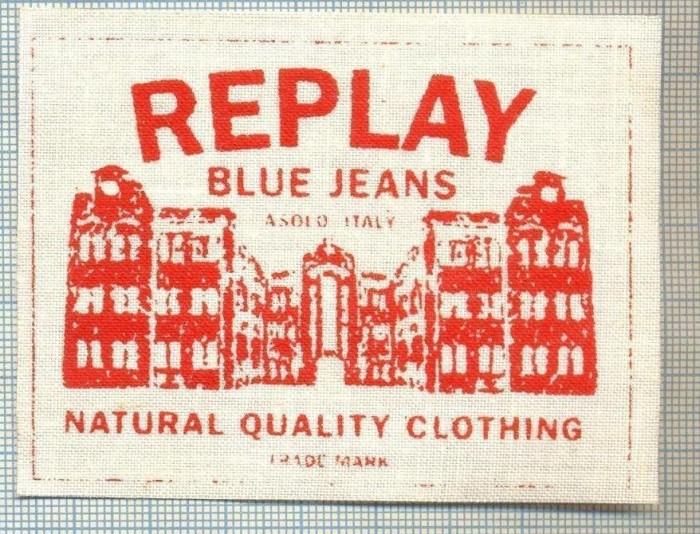 REPLAY
BLUE JEANS
ASOLO ITALY
NATURAL QUALITY CLOTHING
TRADE MARK